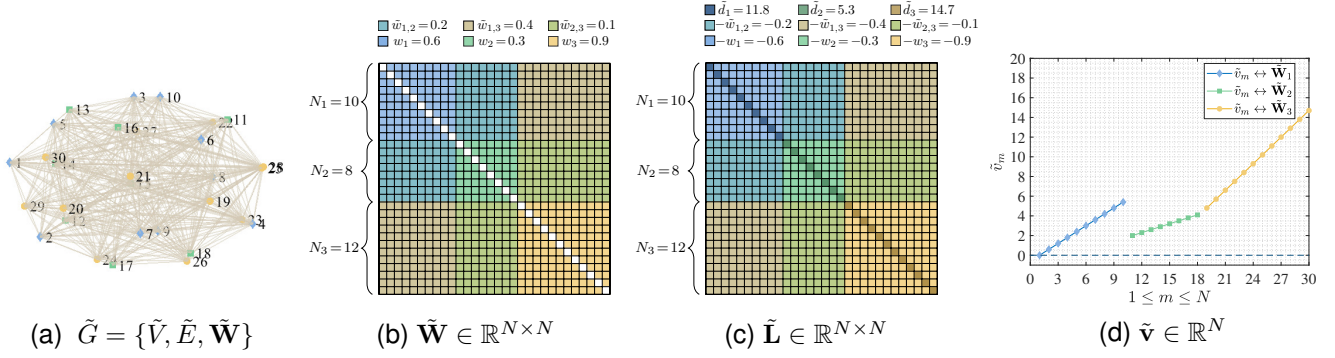 w̃₁,₂=0.2 w̃₁,₃=0.4 w̃₂,₃=0.1
w₁=0.6 w₂=0.3 w₃=0.9
d̃₁=11.8 d̃₂=5.3 d̃₃=14.7
−w̃₁,₂=−0.2 −w̃₁,₃=−0.4 −w̃₂,₃=−0.1
−w₁=−0.6 −w₂=−0.3 −w₃=−0.9
3 10
13
5
16 27
22 11
6
1
30
21
8
19
29
20
12
2
7 9
23
4
18
26
17
N₁=10
N₂=8
N₃=12
N₁=10
N₂=8
N₃=12
ṽₘ ↔ W̃₁
ṽₘ ↔ W̃₂
ṽₘ ↔ W̃₃
20
18
16
14
12
10
8
6
4
2
0
ṽₘ
1 3 6 9 12 15 18 21 24 27 30
1 ≤ m ≤ N
(a) G̃ = {Ṽ, Ẽ, W̃}
(b) W̃ ∈ ℝᴺ ˣ ᴺ
(c) L̃ ∈ ℝᴺ ˣ ᴺ
(d) ṽ ∈ ℝᴺ